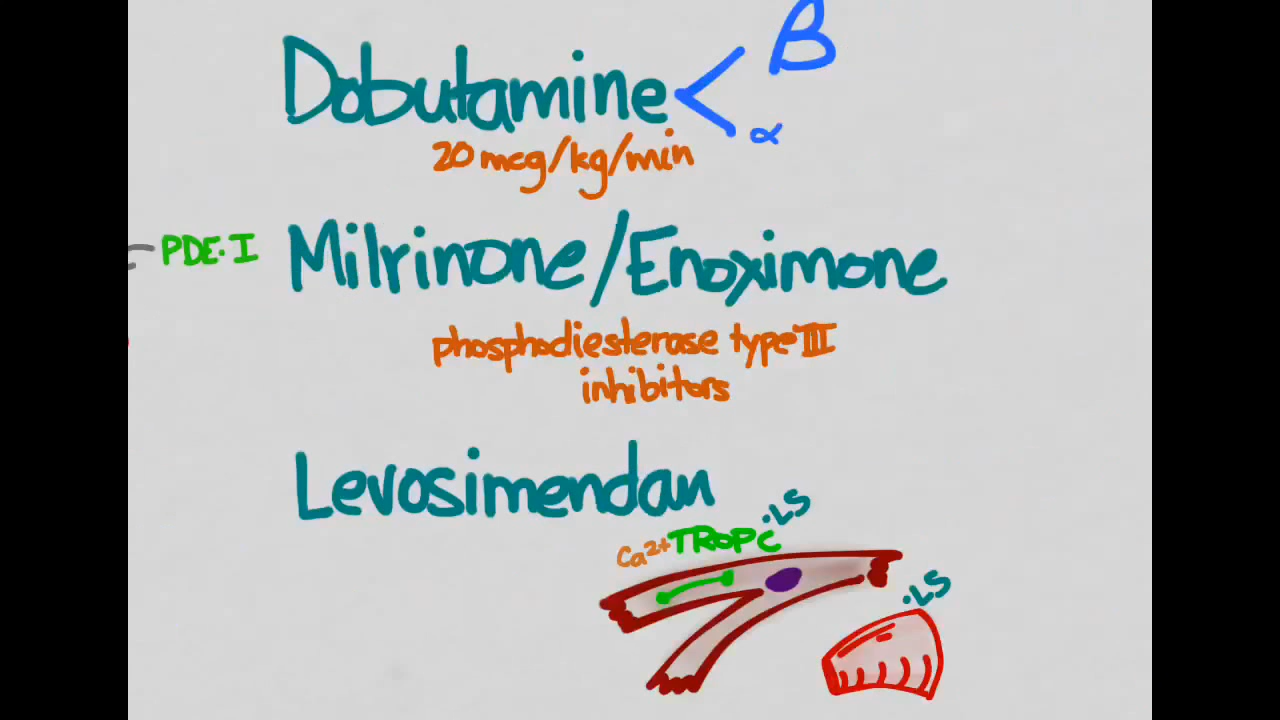 Dobutamine < β
α
20 mcg/kg/min
PDE·I Milrinone/Enoximone
phosphodiesterase type III
inhibitors
Levosimendan
·LS
Ca2+ TROPC
·LS